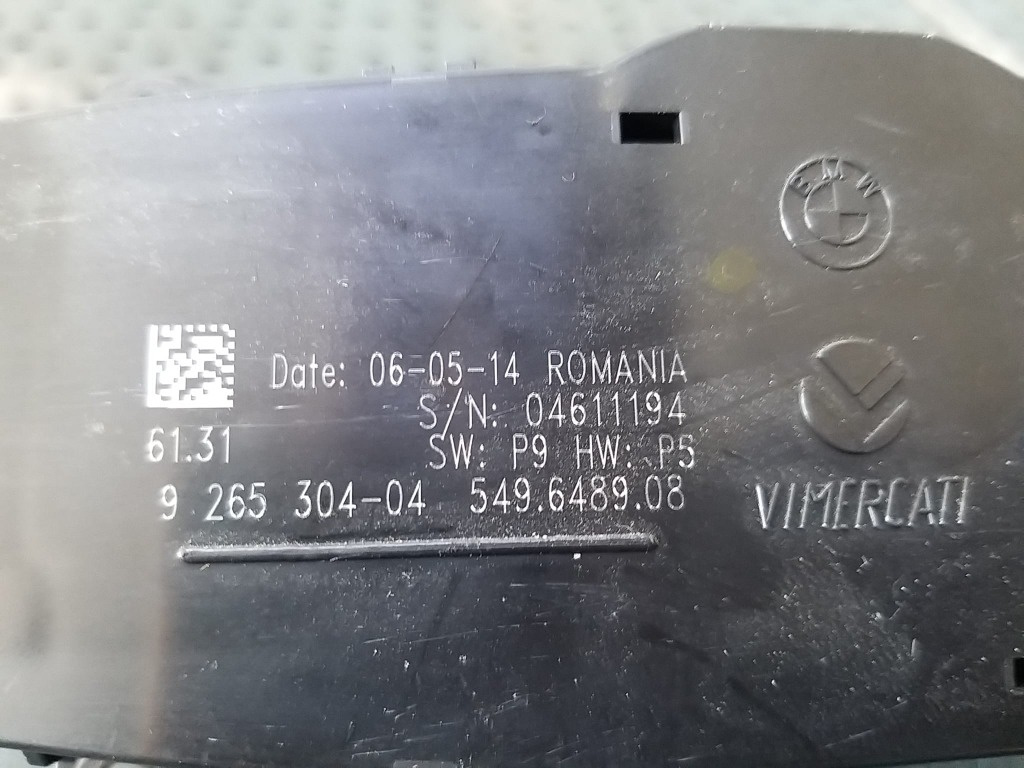 BMW
Date: 06-05-14 ROMANIA
S/N: 04611194
61.31 SW: P9 HW: P5
9 265 304-04 549.6489.08
VIMERCATI